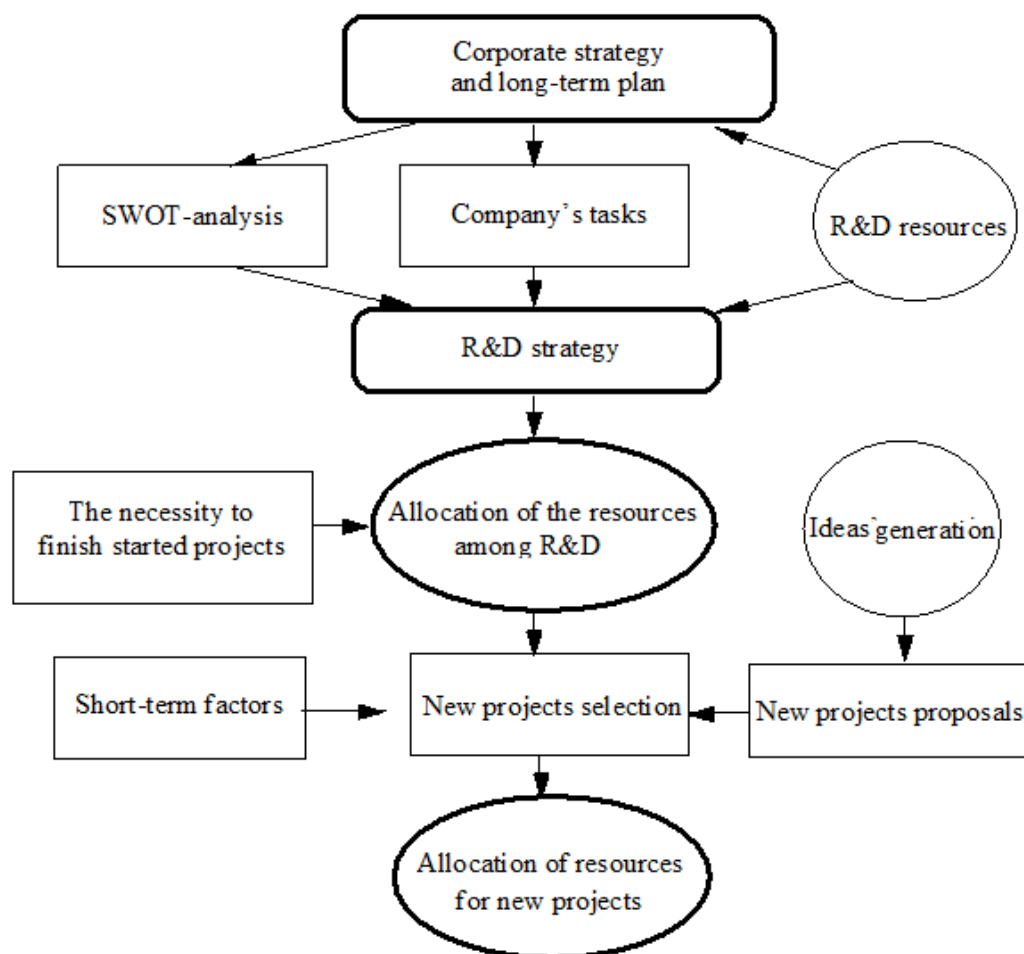 Corporate strategy
and long-term plan
SWOT-analysis
Company's tasks
R&D resources
R&D strategy
The necessity to
finish started projects
Allocation of the resources
among R&D
Ideas' generation
Short-term factors
New projects selection
New projects proposals
Allocation of resources
for new projects